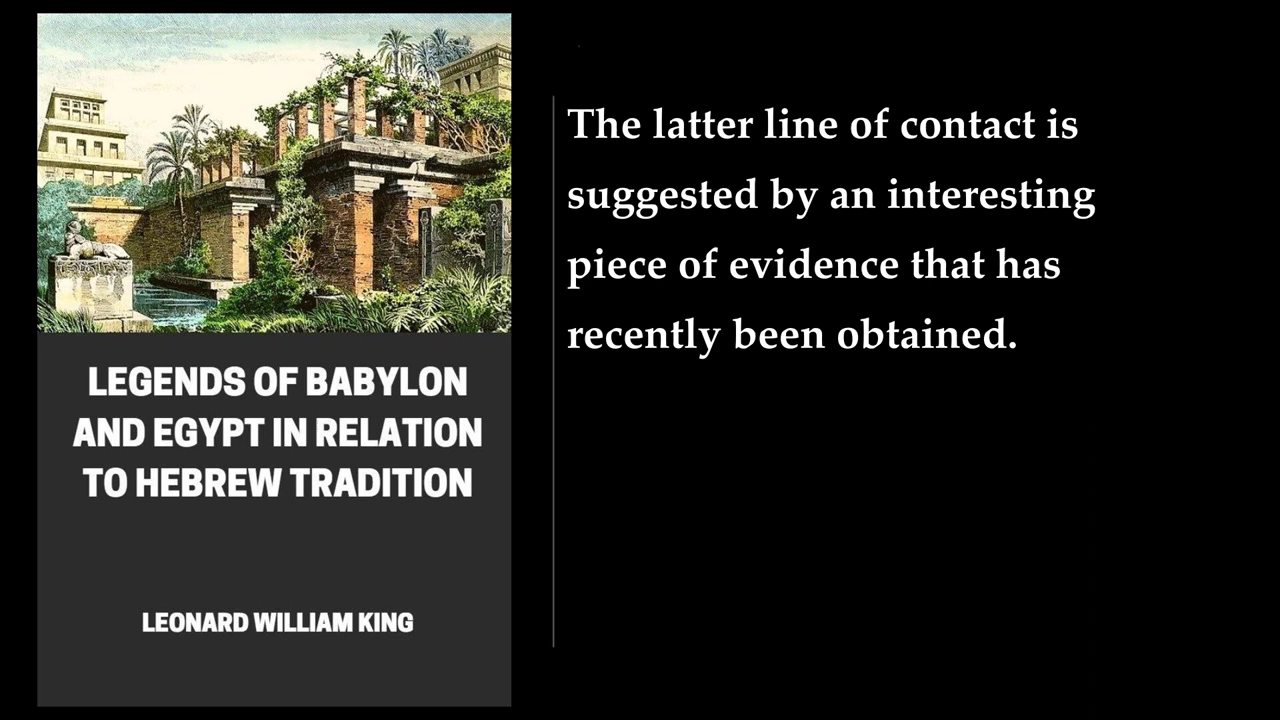 LEGENDS OF BABYLON
AND EGYPT IN RELATION
TO HEBREW TRADITION
LEONARD WILLIAM KING
The latter line of contact is
suggested by an interesting
piece of evidence that has
recently been obtained.